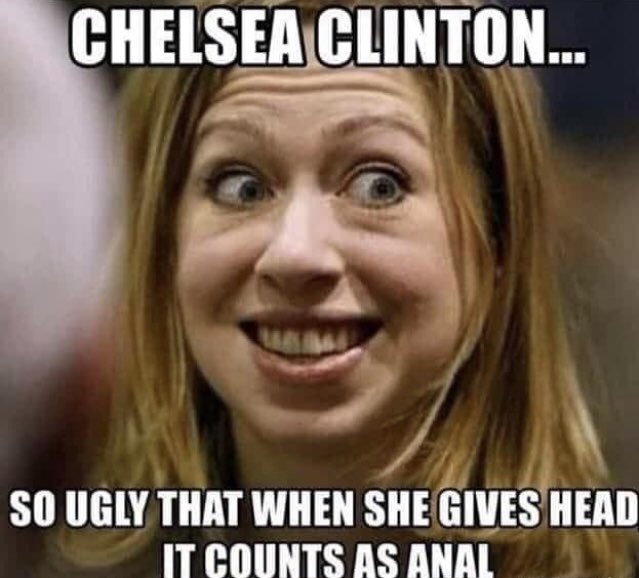 CHELSEA CLINTON...
SO UGLY THAT WHEN SHE GIVES HEAD
IT COUNTS AS ANAL